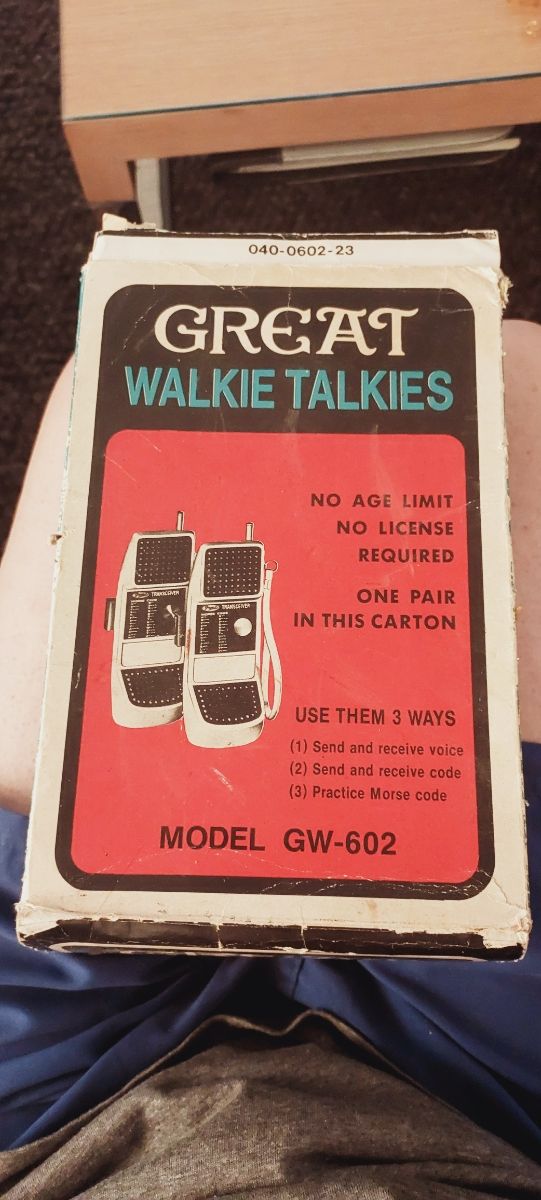 040-0602-23
GREAT
WALKIE TALKIES
NO AGE LIMIT
NO LICENSE
REQUIRED
ONE PAIR
IN THIS CARTON
TRANSCEIVER
TRANSCEIVER
USE THEM 3 WAYS
(1) Send and receive voice
(2) Send and receive code
(3) Practice Morse code
MODEL GW-602